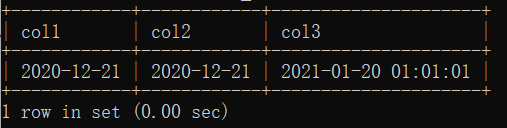 col1 col2 col3
2020-12-21 2020-12-21 2021-01-20 01:01:01
1 row in set (0.00 sec)